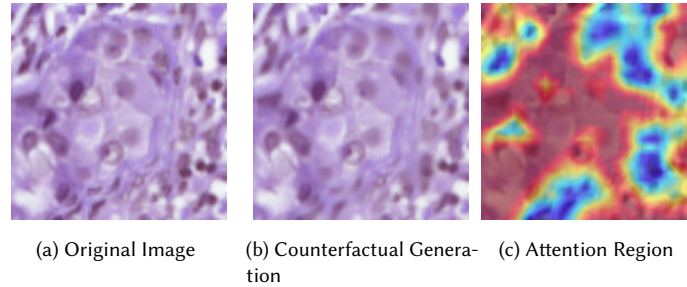 (a) Original Image
(b) Counterfactual Genera-
tion
(c) Attention Region